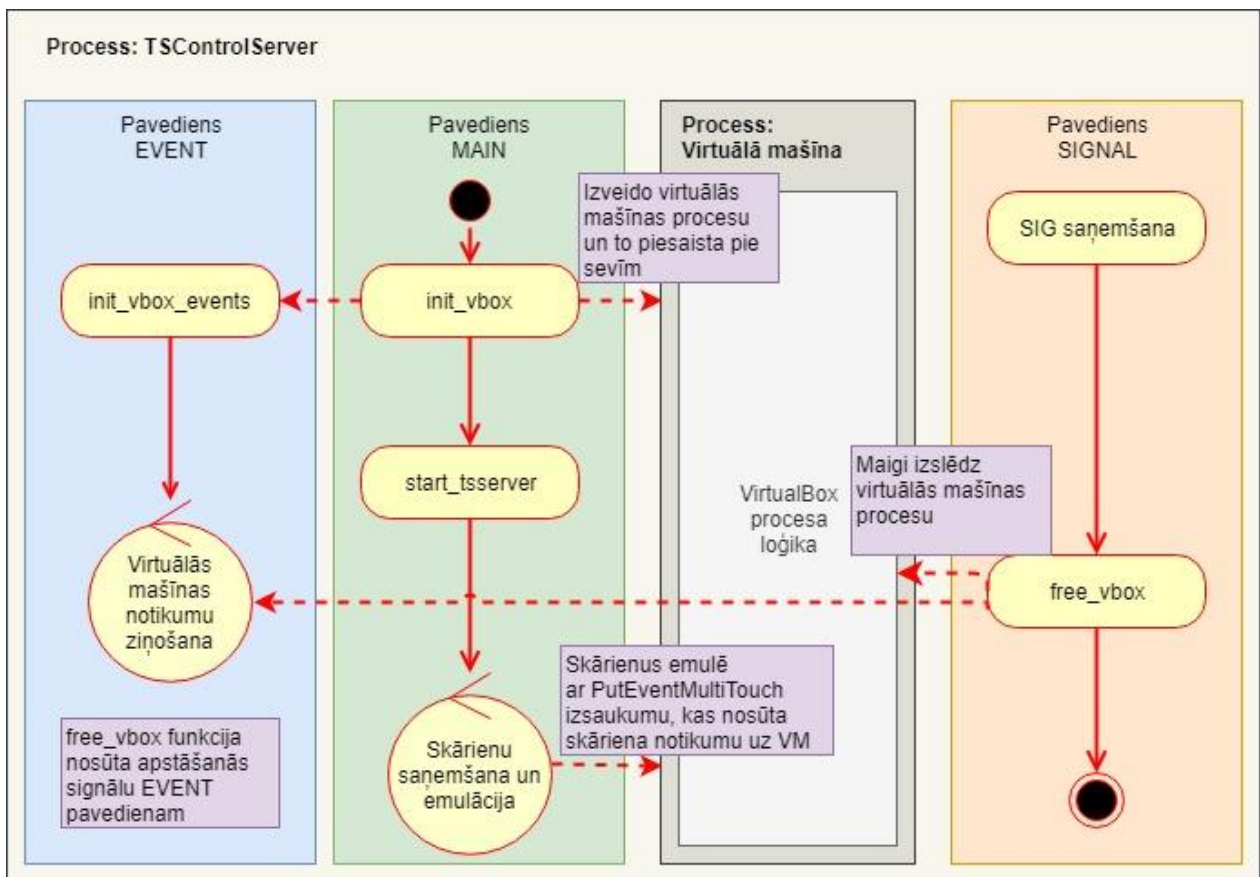 Process: TSControlServer
Pavediens
EVENT
init_vbox_events
Virtuālās
mašīnas
notikumu
ziņošana
free_vbox funkcija
nosūta apstāšanās
signālu EVENT
pavedienam
Pavediens
MAIN
init_vbox
start_tsserver
Skārienu
saņemšana un
emulācija
Izveido virtuālās
mašīnas procesu
un to piesaista pie
sevīm
Process:
Virtuālā mašīna
VirtualBox
procesa
loģika
Skārienus emulē
ar PutEventMultiTouch
izsaukumu, kas nosūta
skāriena notikumu uz VM
Pavediens
SIGNAL
SIG saņemšana
Maigi izslēdz
virtuālās mašīnas
procesu
free_vbox